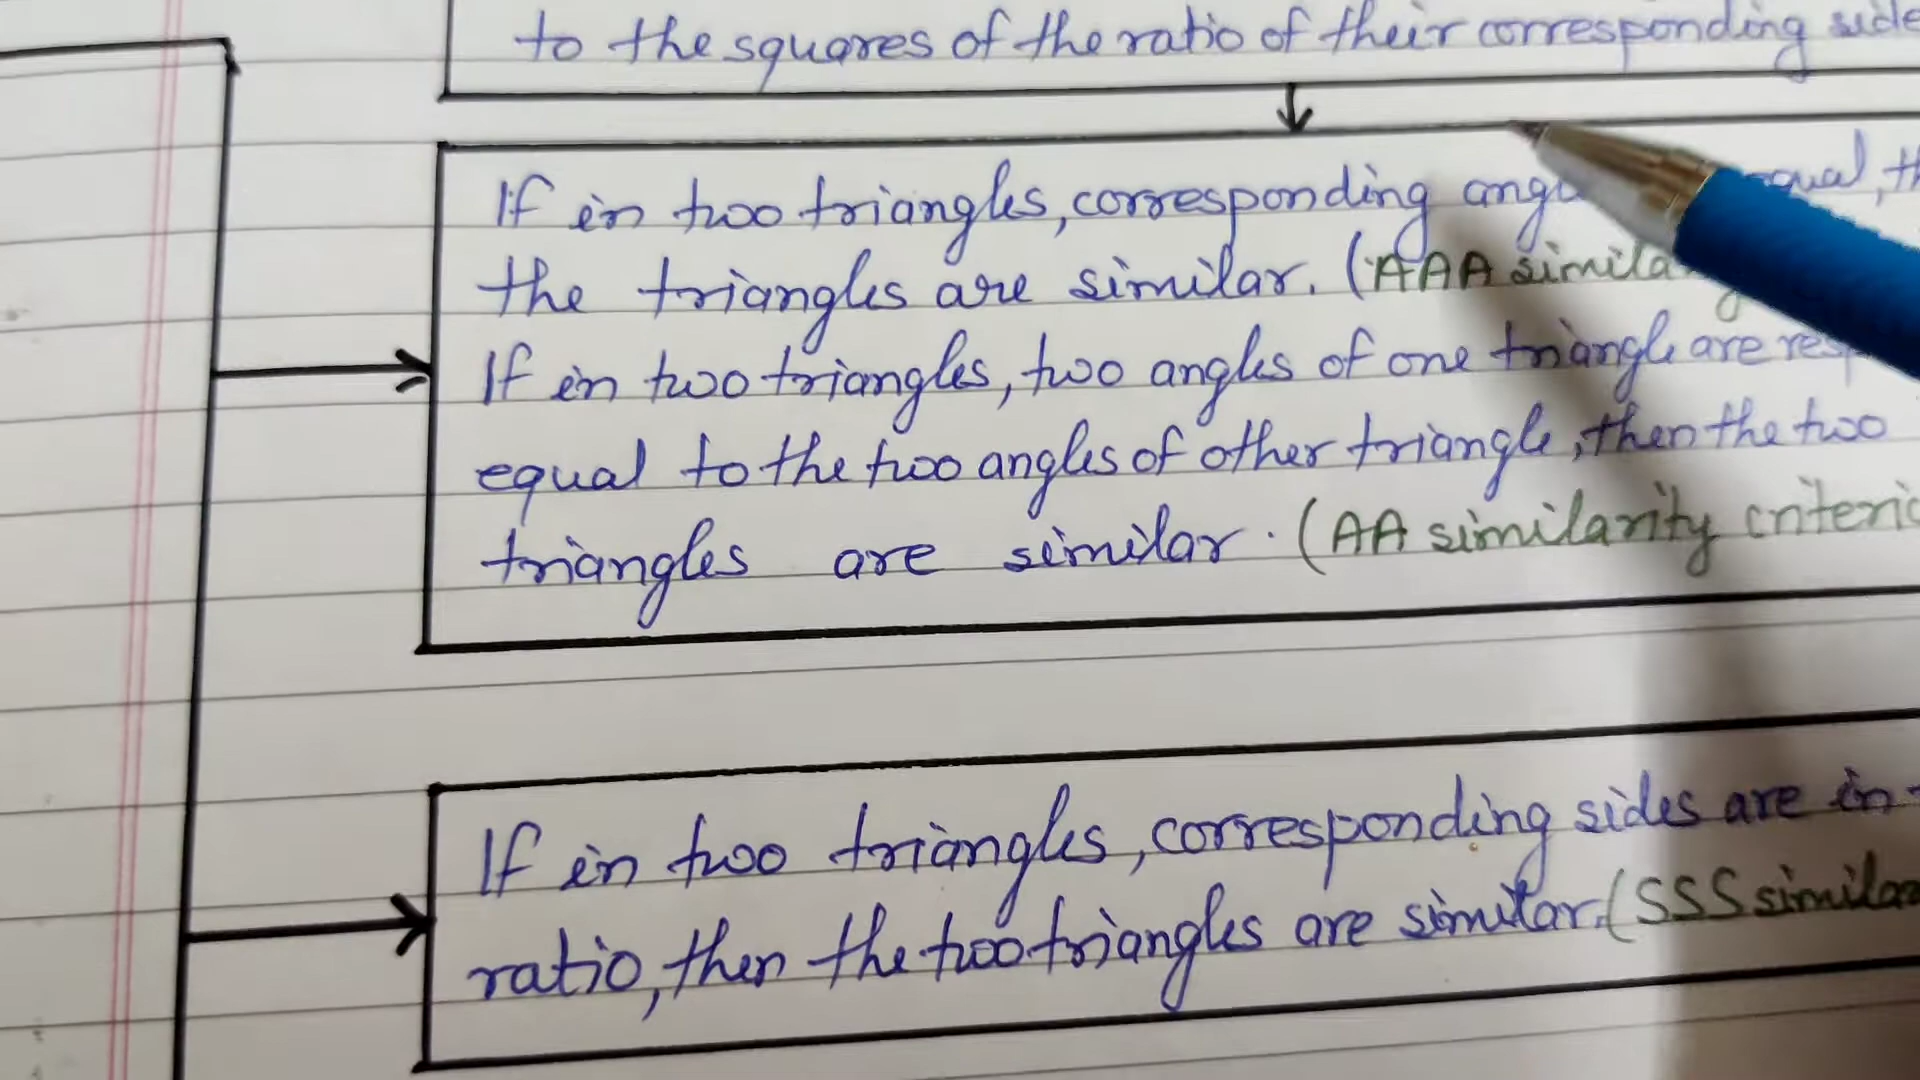 to the squares of the ratio of their corresponding side
If in two triangles, corresponding
the triangles are similar. (AAA
If in two triangles, two angles of one triangle are
equal to the two angles of other triangle, then the two
triangles are similar. (AA similarity
If in two triangles, corresponding sides are in
ratio, then the two triangles are similar. (SSS